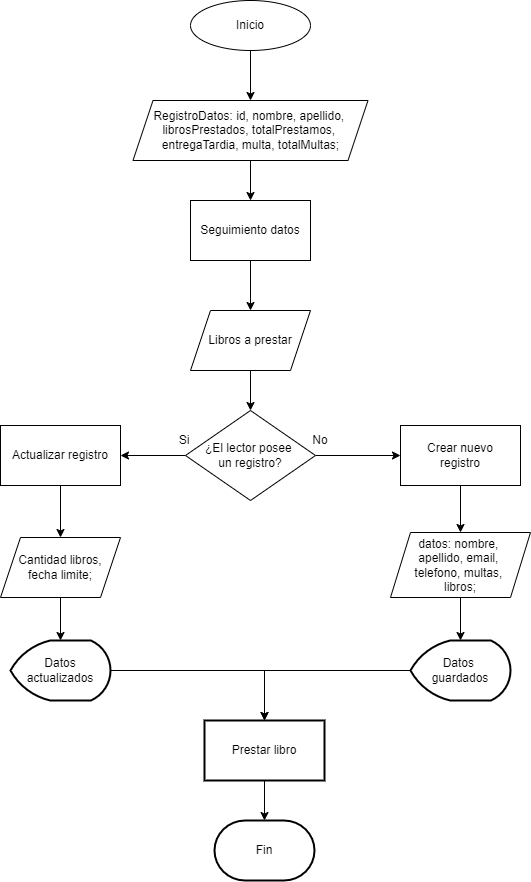 Inicio
RegistroDatos: id, nombre, apellido,
librosPrestados, totalPrestamos,
entregaTardia, multa, totalMultas;
Seguimiento datos
Libros a prestar
¿El lector posee
un registro?
Si
No
Actualizar registro
Crear nuevo
registro
Cantidad libros,
fecha limite;
datos: nombre,
apellido, email,
telefono, multas,
libros;
Datos
actualizados
Datos
guardados
Prestar libro
Fin